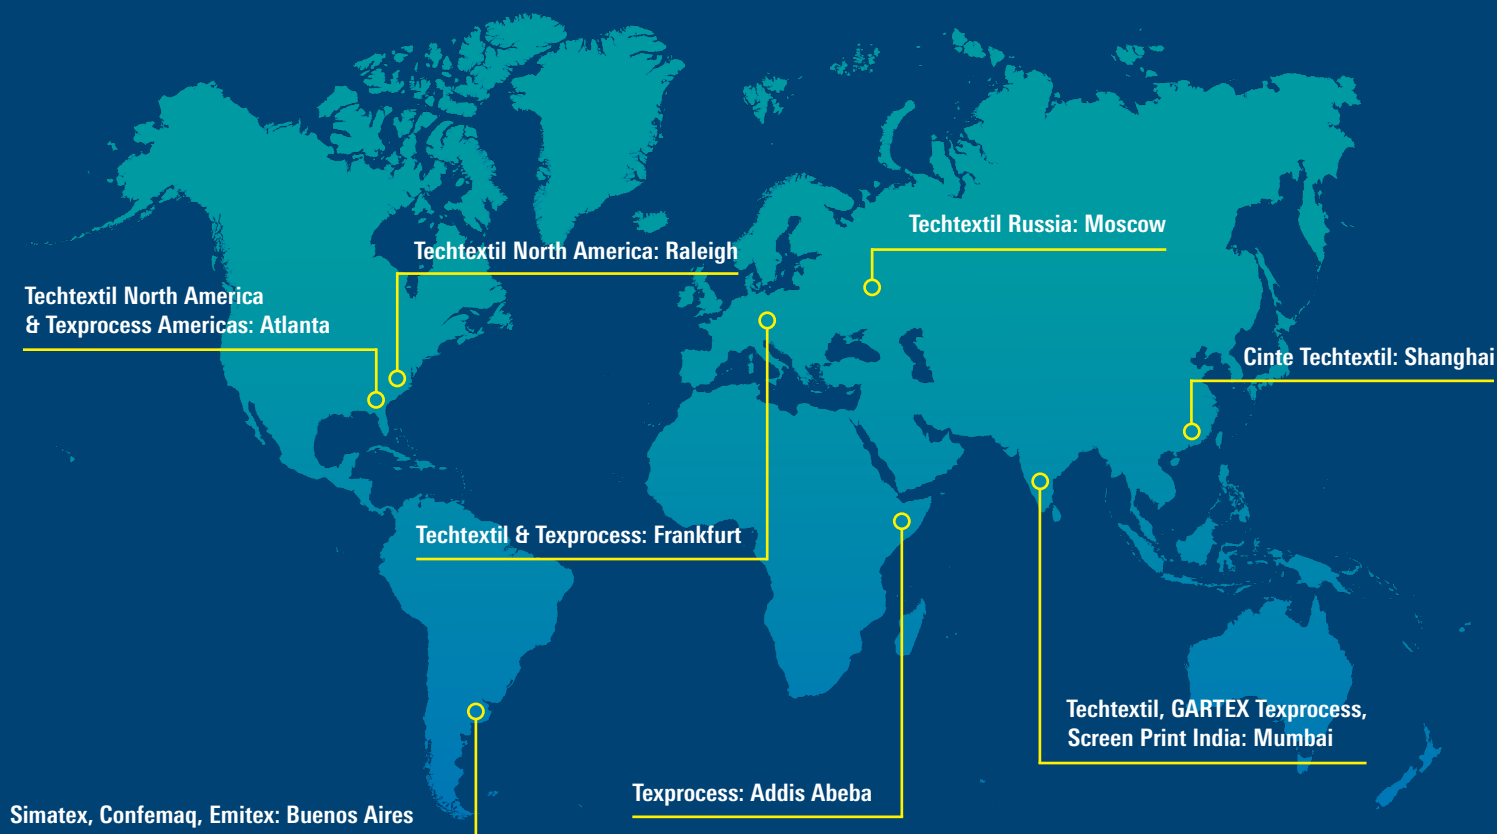 Techtextil Russia: Moscow
Techtextil North America: Raleigh
Techtextil North America
& Texprocess Americas: Atlanta
Cinte Techtextil: Shanghai
Techtextil & Texprocess: Frankfurt
Techtextil, GARTEX Texprocess,
Screen Print India: Mumbai
Texprocess: Addis Abeba
Simatex, Confemaq, Emitex: Buenos Aires